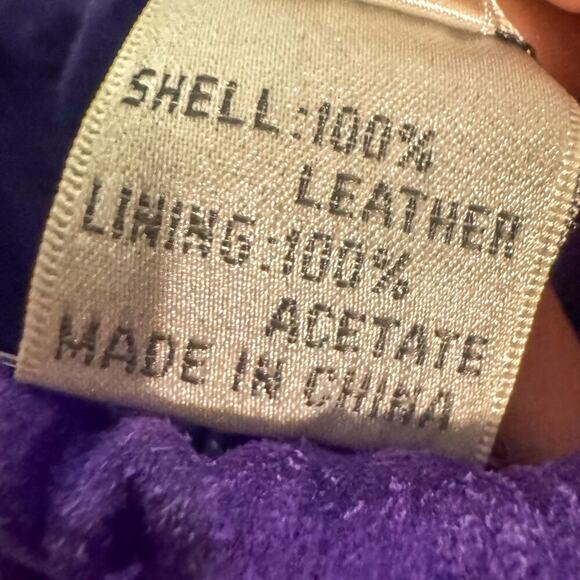 SHELL:100%
LEATHER
LINING:100%
ACETATE
MADE IN CHINA